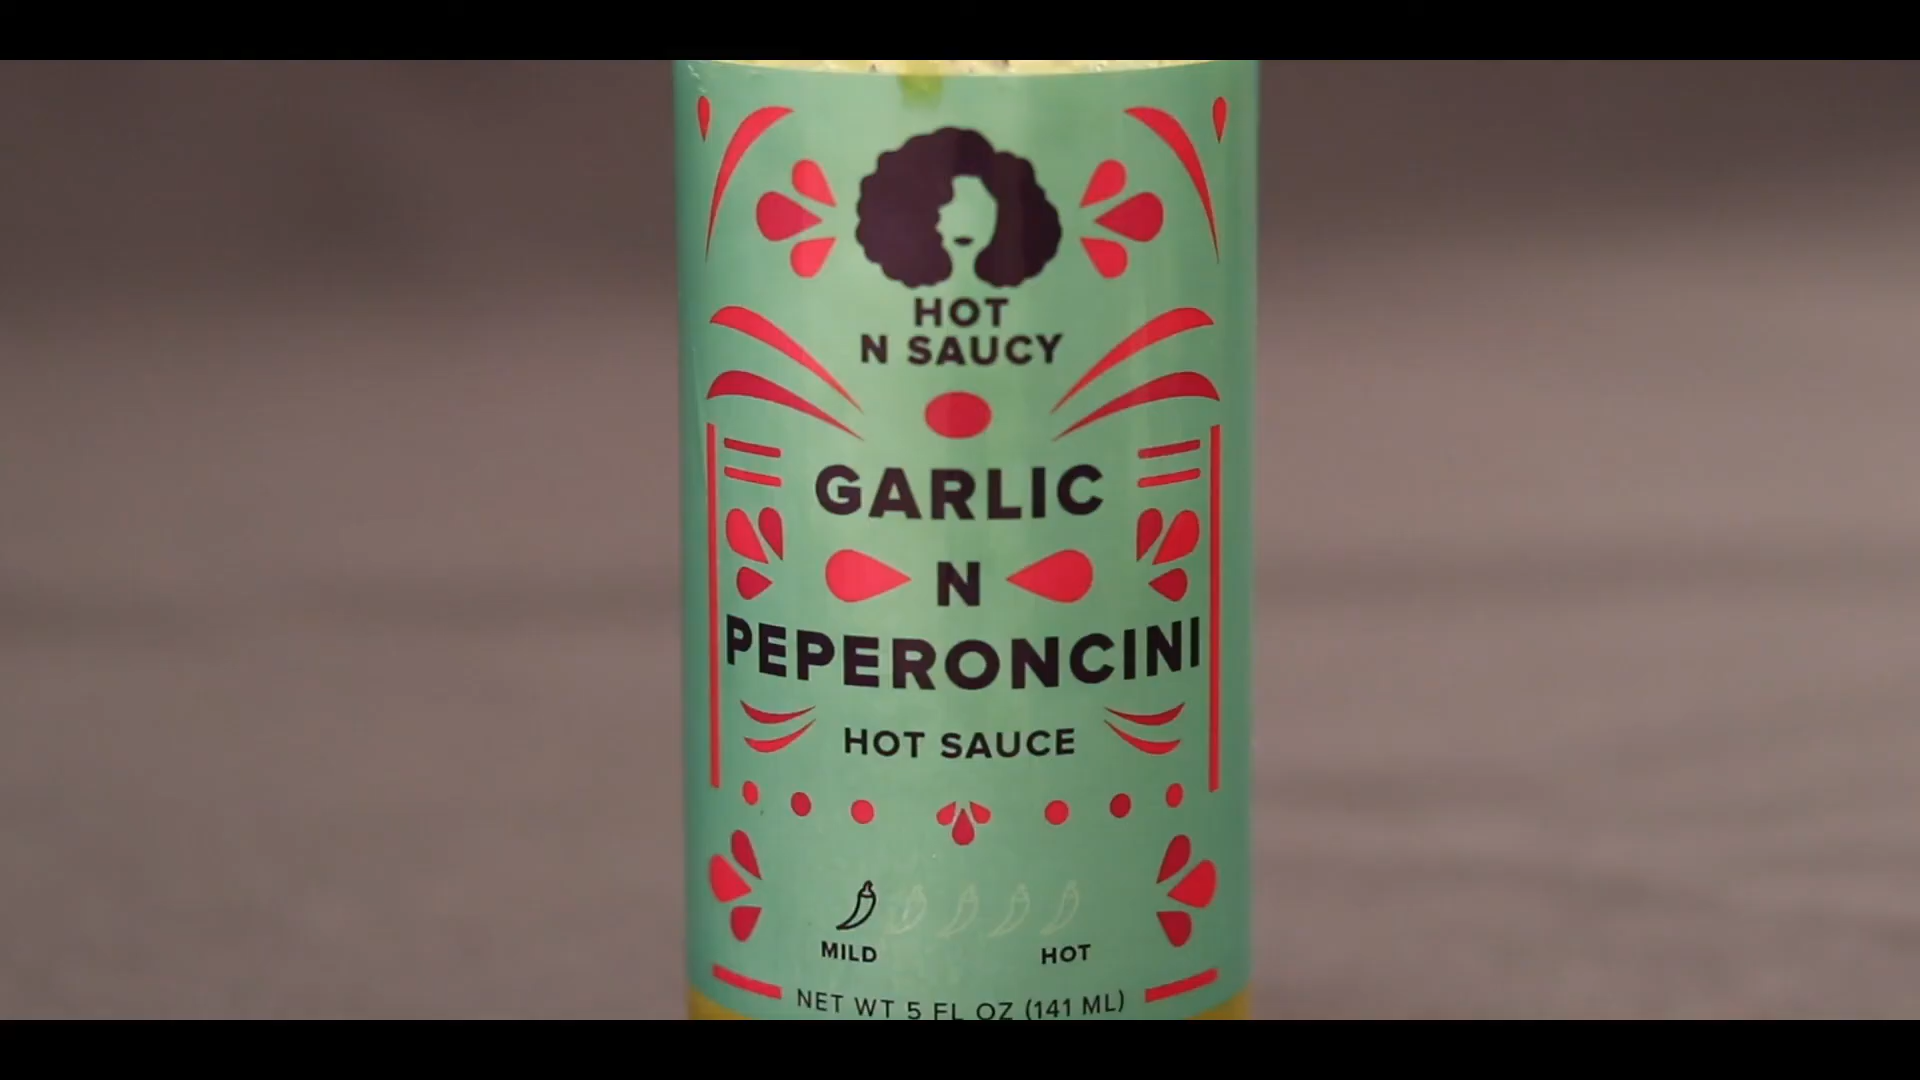 HOT
N SAUCY
GARLIC
N
PEPERONCINI
HOT SAUCE
MILD HOT
NET WT 5 FL OZ (141 ML)